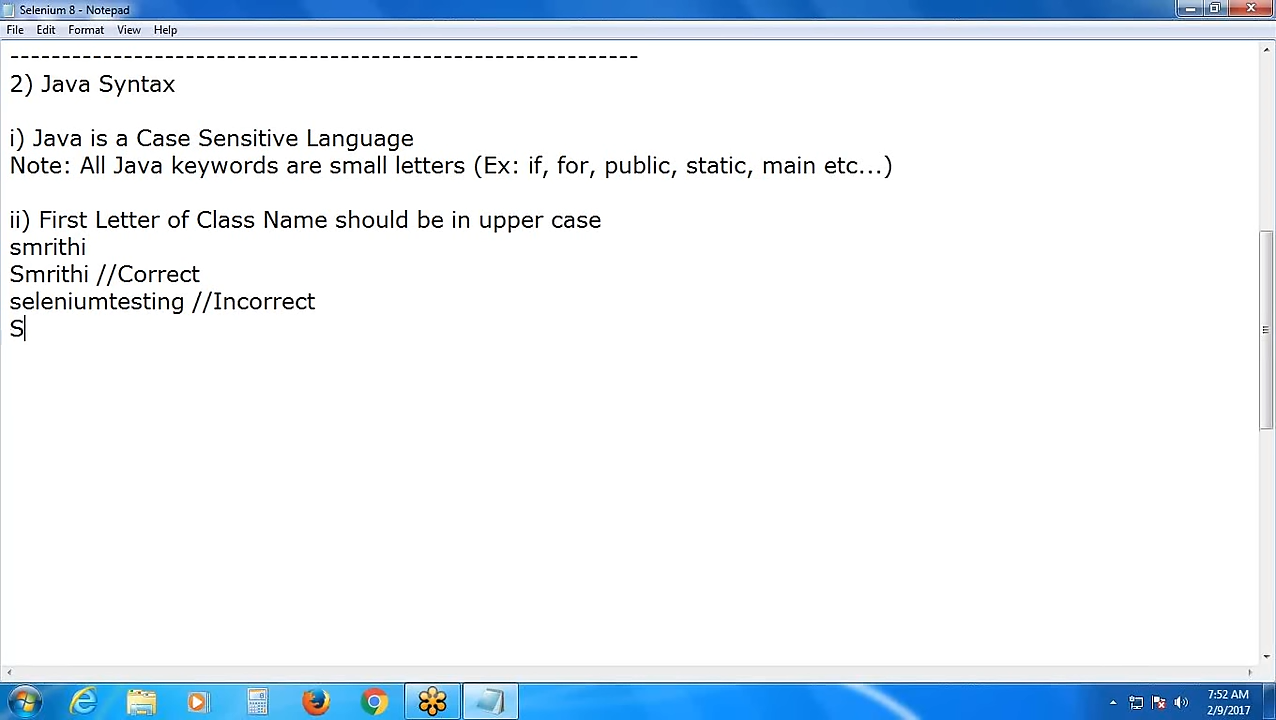 Selenium 8 - Notepad
File Edit Format View Help
------------------------------------------------------------
2) Java Syntax
i) Java is a Case Sensitive Language
Note: All Java keywords are small letters (Ex: if, for, public, static, main etc...)
ii) First Letter of Class Name should be in upper case
smrithi
Smrithi //Correct
seleniumtesting //Incorrect
S
7:52 AM
2/9/2017